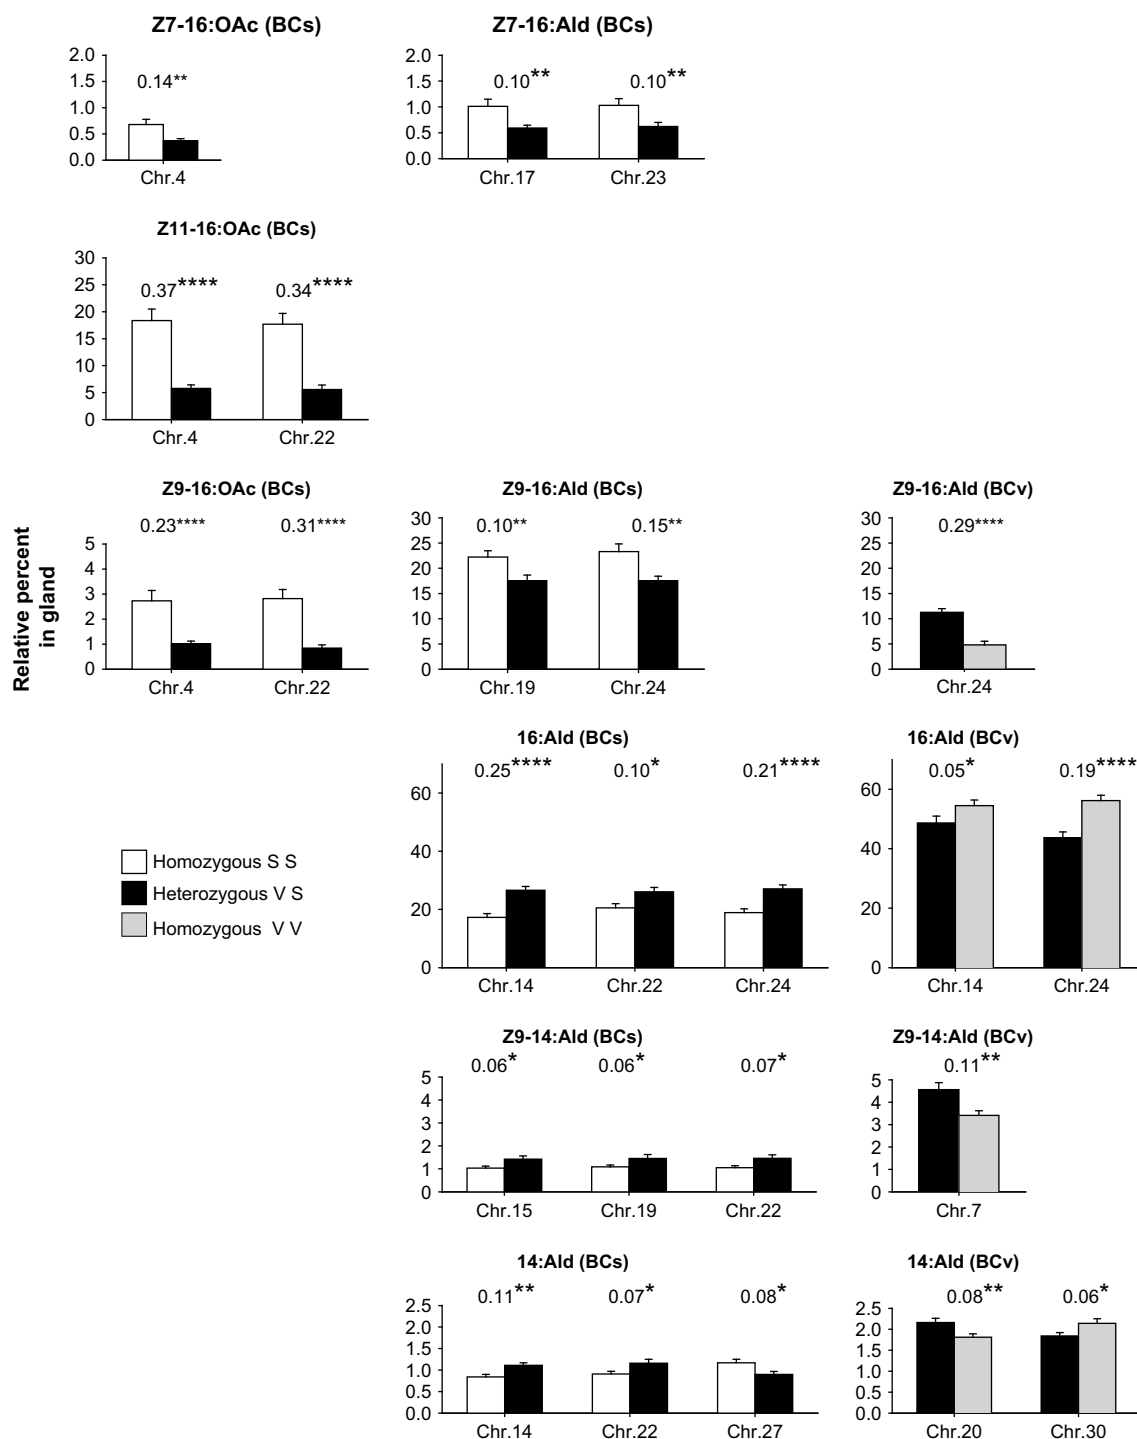 Z7-16:OAc (BCs)
2.0
1.5
1.0
0.5
0.0
0.14**
Chr.4
Z7-16:Ald (BCs)
2.0
1.5
1.0
0.5
0.0
0.10** 0.10**
Chr.17 Chr.23
Z11-16:OAc (BCs)
30
25
20
15
10
5
0
0.37**** 0.34****
Chr.4 Chr.22
Relative percent
in gland
Z9-16:OAc (BCs)
0.23**** 0.31****
5
4
3
2
1
0
Chr.4 Chr.22
Z9-16:Ald (BCs)
30
25
20
15
10
5
0
0.10** 0.15**
Chr.19 Chr.24
Z9-16:Ald (BCv)
30
25
20
15
10
5
0
0.29****
Chr.24
16:Ald (BCs)
0.25**** 0.10* 0.21****
60
40
20
0
Chr.14 Chr.22 Chr.24
16:Ald (BCv)
0.05* 0.19****
60
40
20
0
Chr.14 Chr.24
Homozygous S S
Heterozygous V S
Homozygous V V
Z9-14:Ald (BCs)
0.06* 0.06* 0.07*
5
4
3
2
1
0
Chr.15 Chr.19 Chr.22
Z9-14:Ald (BCv)
0.11**
5
4
3
2
1
0
Chr.7
14:Ald (BCs)
0.11** 0.07* 0.08*
2.5
2.0
1.5
1.0
0.5
0.0
Chr.14 Chr.22 Chr.27
14:Ald (BCv)
0.08** 0.06*
2.5
2.0
1.5
1.0
0.5
0.0
Chr.20 Chr.30